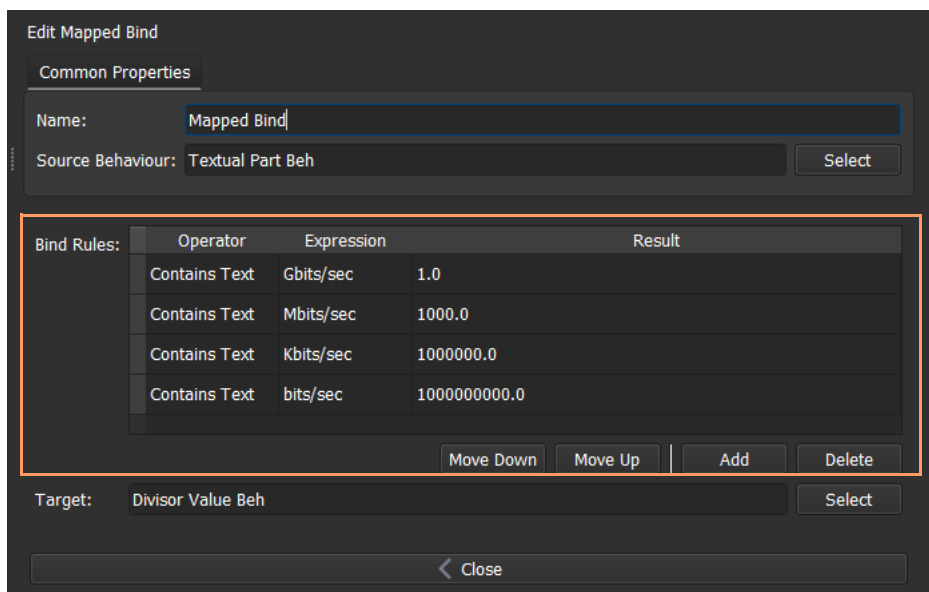 Edit Mapped Bind
Common Properties
Name: Mapped Bind
Source Behaviour: Textual Part Beh Select
Bind Rules: Operator Expression Result
Contains Text Gbits/sec 1.0
Contains Text Mbits/sec 1000.0
Contains Text Kbits/sec 1000000.0
Contains Text bits/sec 1000000000.0
Move Down Move Up Add Delete
Target: Divisor Value Beh Select
Close